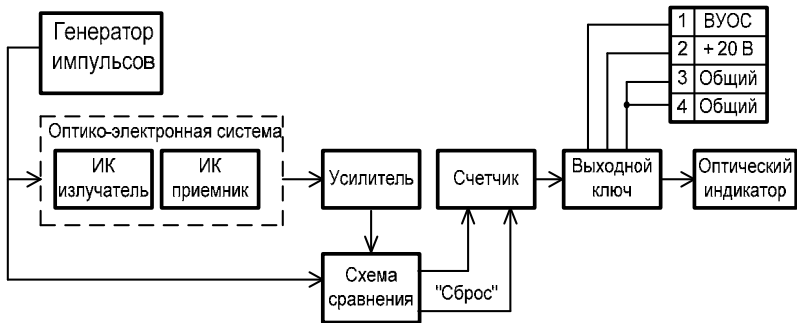 Генератор
импульсов
1 ВУОС
2 + 20 В
3 Общий
4 Общий
Оптико-электронная система
ИК
излучатель
ИК
приемник
Усилитель
Счетчик
Выходной
ключ
Оптический
индикатор
Схема
сравнения
"Сброс"